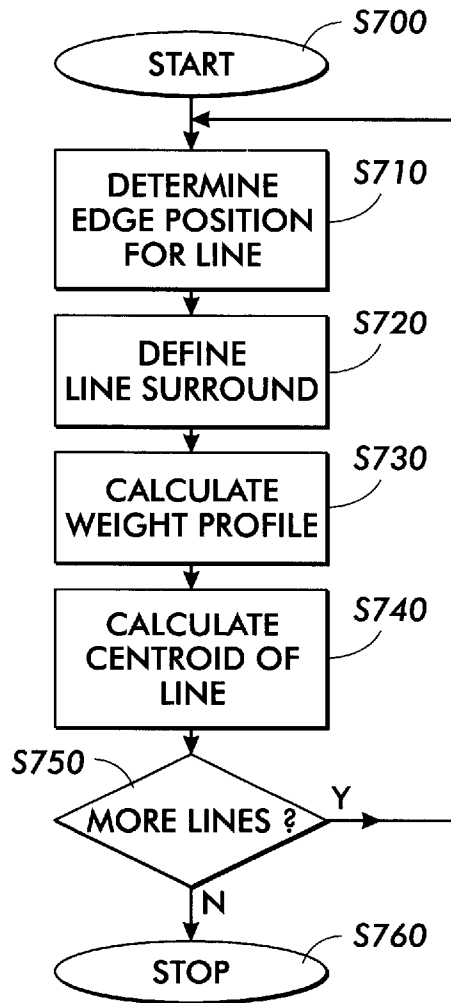 S700
START
S710
DETERMINE
EDGE POSITION
FOR LINE
S720
DEFINE
LINE SURROUND
S730
CALCULATE
WEIGHT PROFILE
S740
CALCULATE
CENTROID OF
LINE
S750
MORE LINES ?
Y
N
S760
STOP